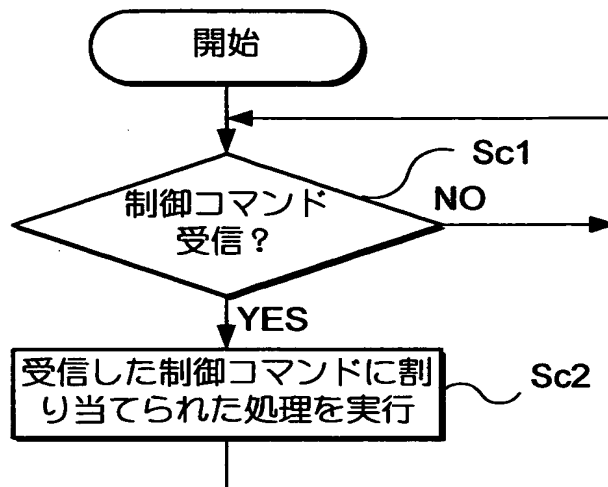 開始
Sc1
制御コマンド
受信？
NO
YES
受信した制御コマンドに割
り当てられた処理を実行
Sc2